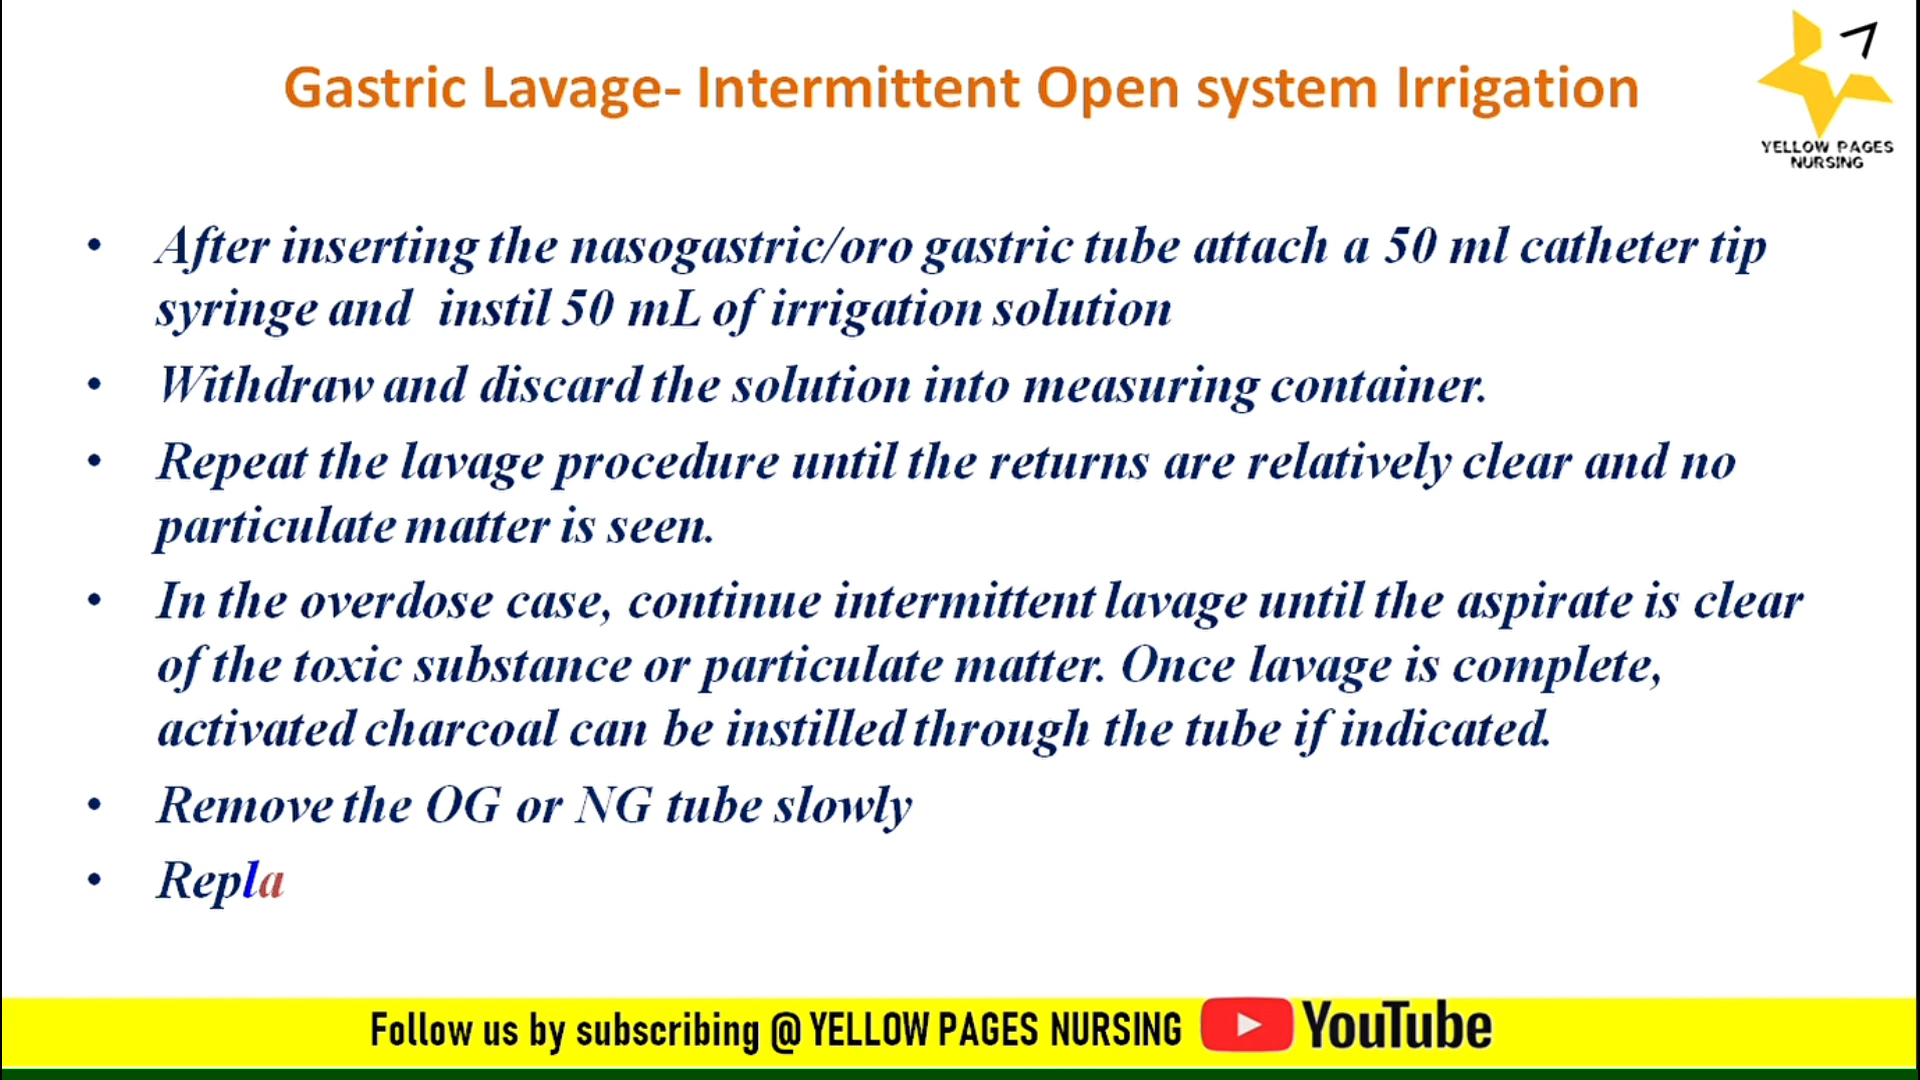 Gastric Lavage- Intermittent Open system Irrigation
YELLOW PAGES
NURSING
• After inserting the nasogastric/oro gastric tube attach a 50 ml catheter tip
syringe and instil 50 mL of irrigation solution
• Withdraw and discard the solution into measuring container.
• Repeat the lavage procedure until the returns are relatively clear and no
particulate matter is seen.
• In the overdose case, continue intermittent lavage until the aspirate is clear
of the toxic substance or particulate matter. Once lavage is complete,
activated charcoal can be instilled through the tube if indicated.
• Remove the OG or NG tube slowly
• Repla
Follow us by subscribing @ YELLOW PAGES NURSING YouTube